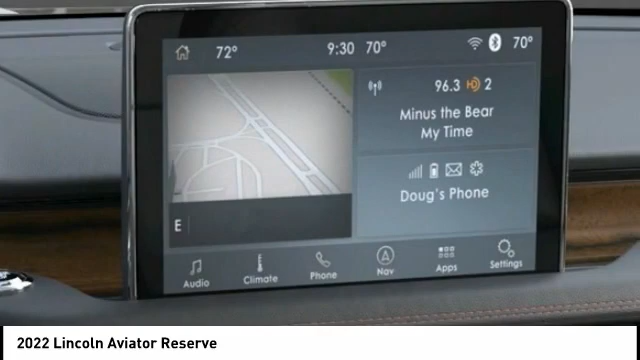 72° 9:30 70° 70°
96.3 HD 2
Minus the Bear
My Time
Doug's Phone
E
Audio Climate Phone Nav Apps Settings
2022 Lincoln Aviator Reserve